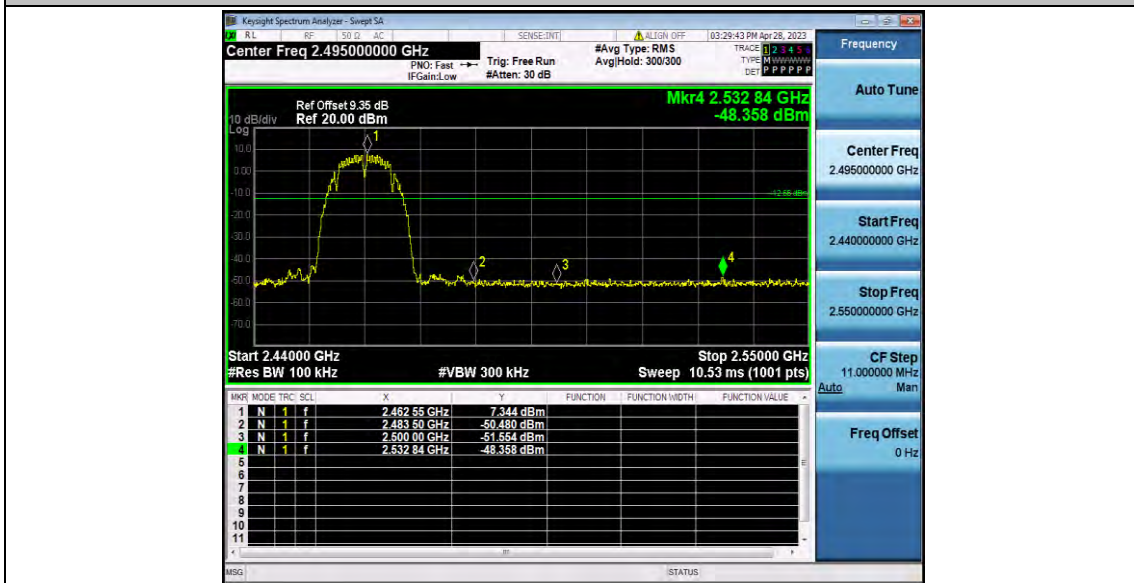 Keysight Spectrum Analyzer - Swept SA
RL RF 50 Ω AC SENSE:INT ALIGN OFF 03:29:43 PM Apr 28, 2023
Center Freq 2.495000000 GHz
PNO: Fast
IFGain:Low
Trig: Free Run
#Atten: 30 dB
#Avg Type: RMS
Avg|Hold: 300/300
TRACE 1 2 3 4 5 6
TYPE M
DET P P P P P P
Ref Offset 9.35 dB
10 dB/div Ref 20.00 dBm
Log
Mkr4 2.532 84 GHz
-48.358 dBm
10.0
0.00
-10.0
-20.0
-30.0
-40.0
-50.0
-60.0
-70.0
1
2
3
4
Start 2.44000 GHz Stop 2.55000 GHz
#Res BW 100 kHz #VBW 300 kHz Sweep 10.53 ms (1001 pts)
MKR MODE TRC SCL X Y FUNCTION FUNCTION WIDTH FUNCTION VALUE
1 N 1 f 2.462 55 GHz 7.344 dBm
2 N 1 f 2.483 50 GHz -50.480 dBm
3 N 1 f 2.500 00 GHz -51.554 dBm
4 N 1 f 2.532 84 GHz -48.358 dBm
5
6
7
8
9
10
11
MSG STATUS
Frequency
Auto Tune
Center Freq
2.495000000 GHz
Start Freq
2.440000000 GHz
Stop Freq
2.550000000 GHz
CF Step
11.000000 MHz
Auto Man
Freq Offset
0 Hz